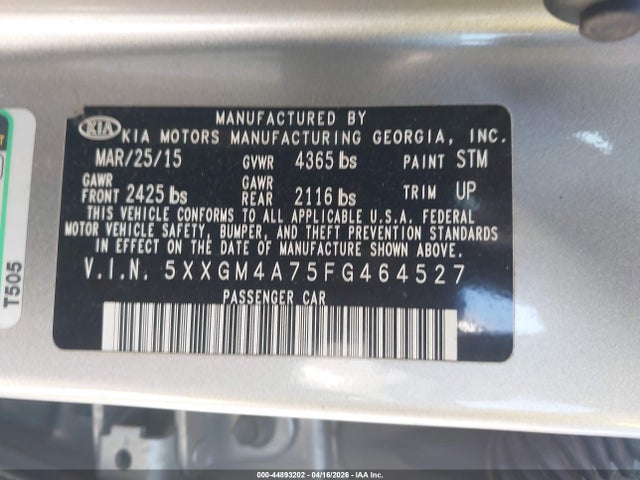 MANUFACTURED BY
KIA KIA MOTORS MANUFACTURING GEORGIA, INC.
MAR/25/15 GVWR 4365 lbs PAINT STM
GAWR FRONT 2425 lbs GAWR REAR 2116 lbs TRIM UP
THIS VEHICLE CONFORMS TO ALL APPLICABLE U.S.A. FEDERAL
MOTOR VEHICLE SAFETY, BUMPER, AND THEFT PREVENTION STANDARDS
IN EFFECT ON THE DATE OF MANUFACTURE SHOWN ABOVE.
V.I.N. 5XXGM4A75FG464527
PASSENGER CAR
T505
000-44893202 - 04/16/2026 - IAA Inc.